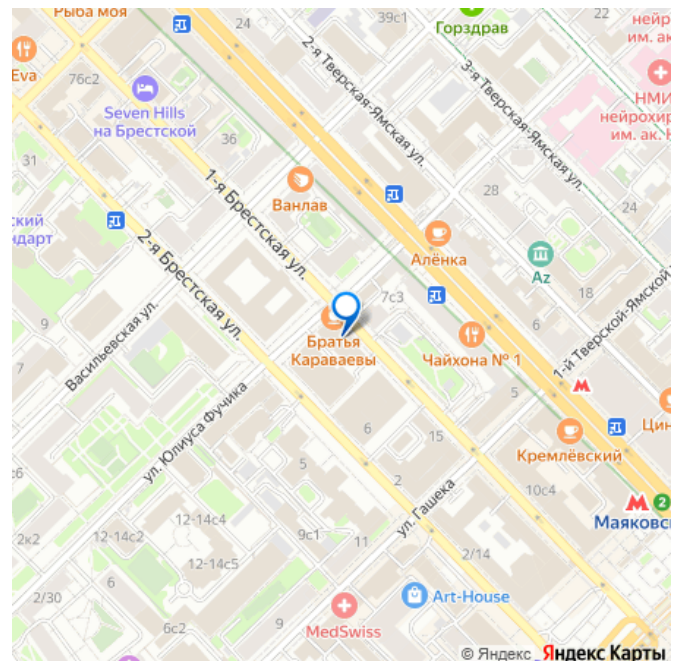 Рыба моя
24
39с1
Горздрав
22
нейр
им. ак
Eva
76с2
Seven Hills
на Брестской
2-я Тверская-Ямская ул.
3-я Тверская-Ямская ул.
НМИ
нейрохир
им. ак. Н
36
31
1-я Брестская ул.
Ванлав
28
24
ский
ндарт
2-я Брестская ул.
Алёнка
Az
18
7с3
6
9
Васильевская ул.
Братья
Караваевы
Чайхона № 1
1-й Тверской-Ямской
7
5
М
ул. Юлиуса Фучика
6
15
Кремлёвский
Цин
с6
5
2
10с4
М 2
Маяковс
ул. Гашека
12-14с4
2к2
12-14с2
9с1
11
12-14с5
2/14
6
2/30
Art-House
9
6с2
MedSwiss
© Яндекс Яндекс Карты